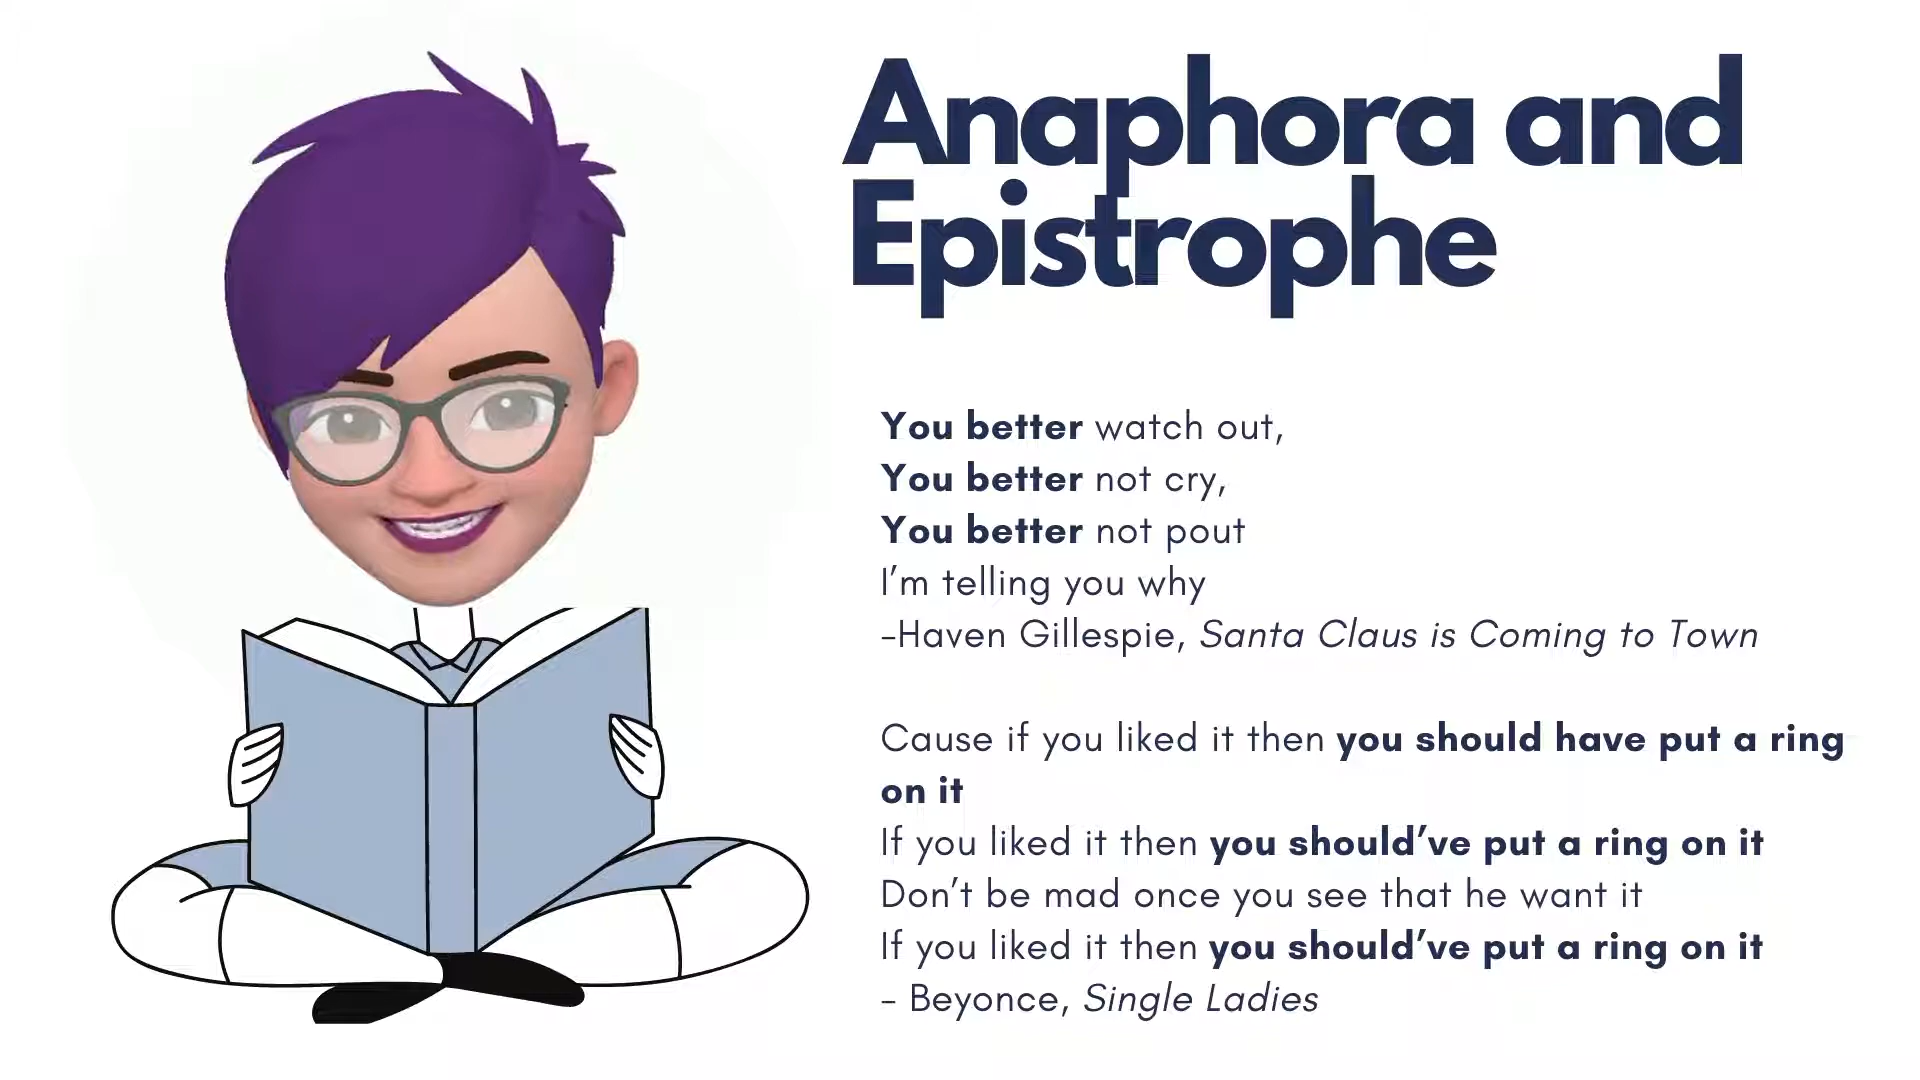 Anaphora and
Epistrophe
You better watch out,
You better not cry,
You better not pout
I’m telling you why
-Haven Gillespie, Santa Claus is Coming to Town
Cause if you liked it then you should have put a ring
on it
If you liked it then you should’ve put a ring on it
Don’t be mad once you see that he want it
If you liked it then you should’ve put a ring on it
- Beyonce, Single Ladies